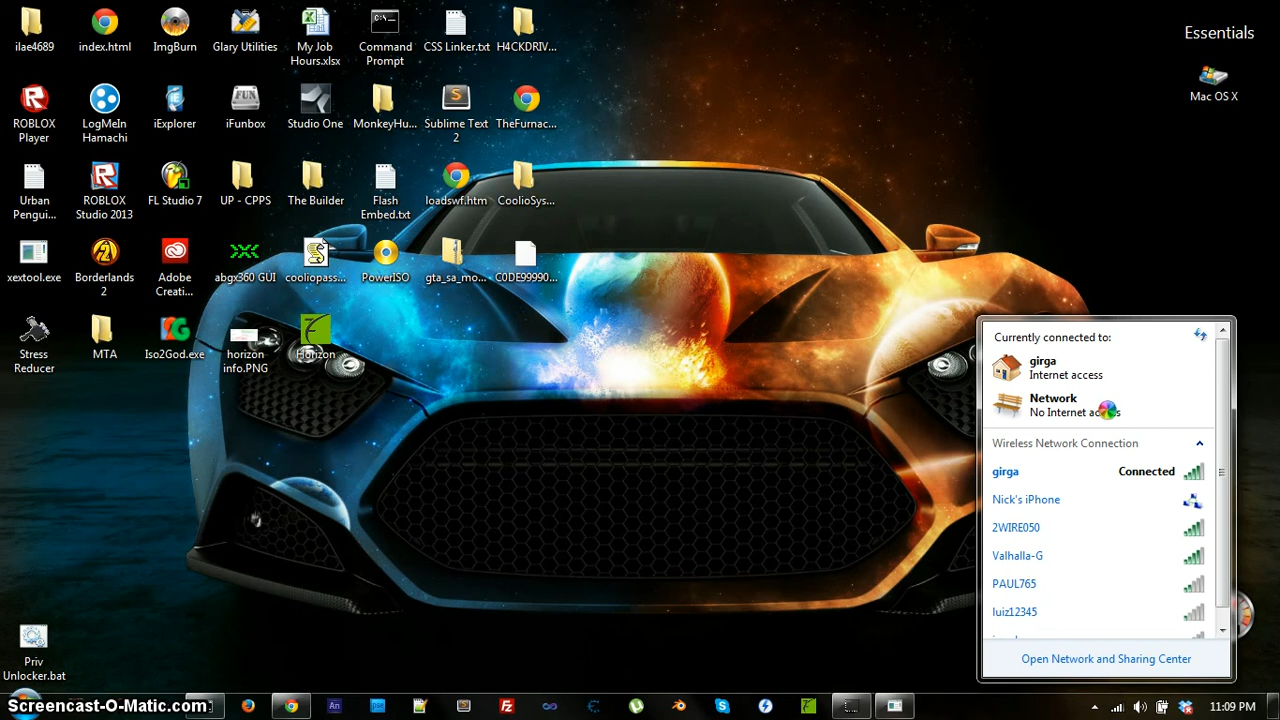 ilae4689
index.html
ImgBurn
Glary Utilities
My Job
Hours.xlsx
Command
Prompt
CSS Linker.txt
H4CKDRIV...
Essentials
Mac OS X
ROBLOX
Player
LogMeIn
Hamachi
iExplorer
iFunbox
Studio One
MonkeyHu...
Sublime Text
2
TheFurnac...
Urban
Pengui...
ROBLOX
Studio 2013
FL Studio 7
UP - CPPS
The Builder
Flash
Embed.txt
loadswf.htm
CoolioSys...
xextool.exe
Borderlands
2
Adobe
Creati...
abgx360 GUI
cooliopass...
PowerISO
gta_sa_mo...
C0DE99990...
Stress
Reducer
MTA
Iso2God.exe
horizon
info.PNG
Horizon
Currently connected to:
girga
Internet access
Network
No Internet access
Wireless Network Connection
girga Connected
Nick's iPhone
2WIRE050
Valhalla-G
PAUL765
luiz12345
Open Network and Sharing Center
Priv
Unlocker.bat
Screencast-O-Matic.com
11:09 PM